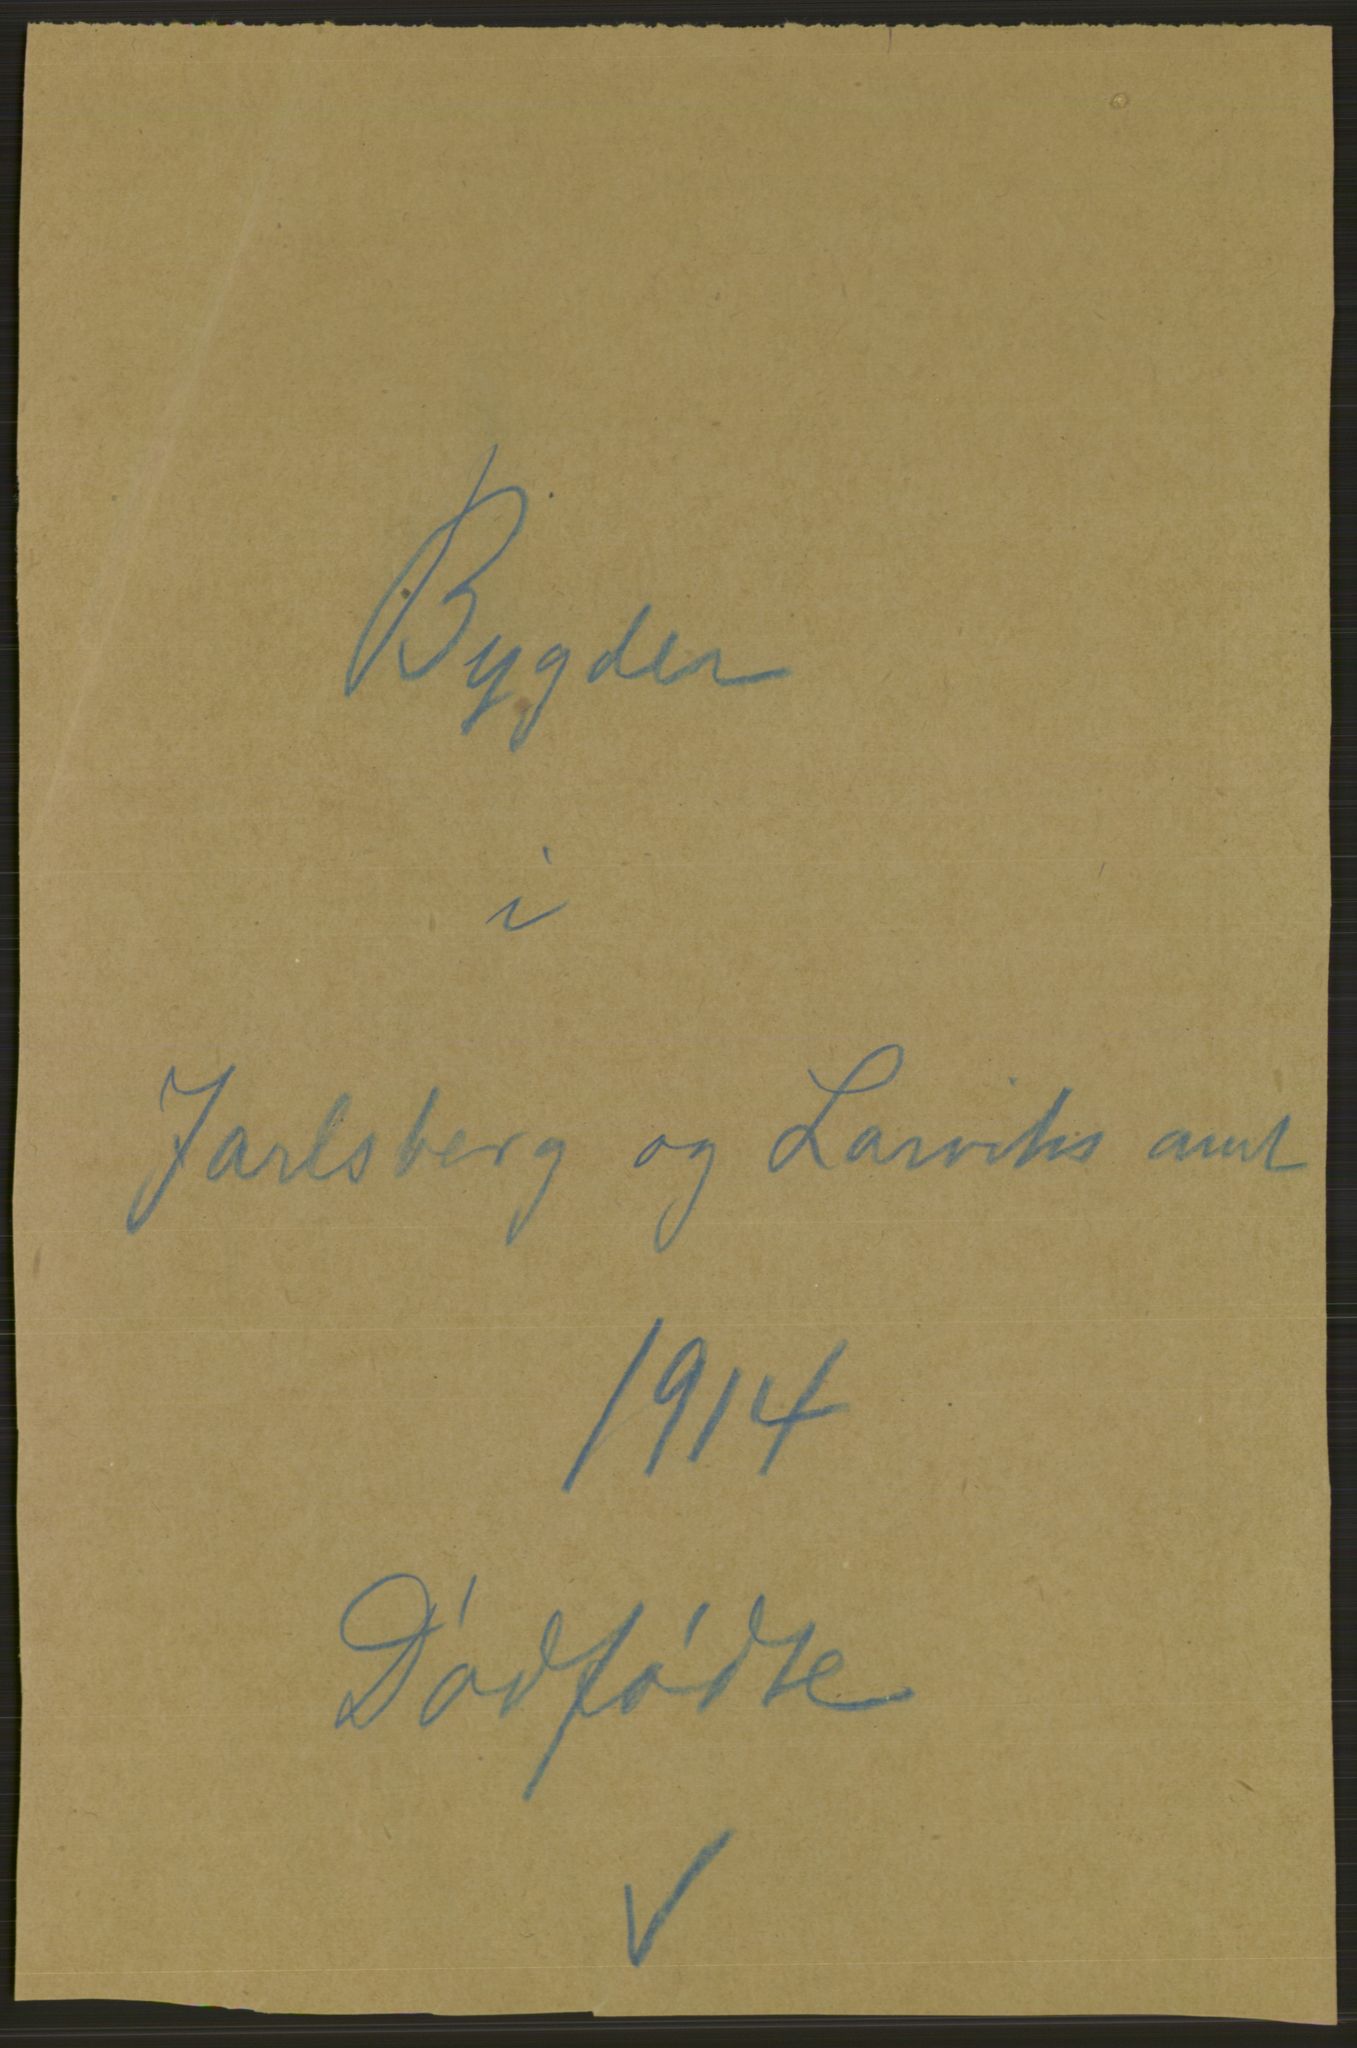 Bygder
i
Jarlsberg og Larviks amt
1914
Dødfødte
✓